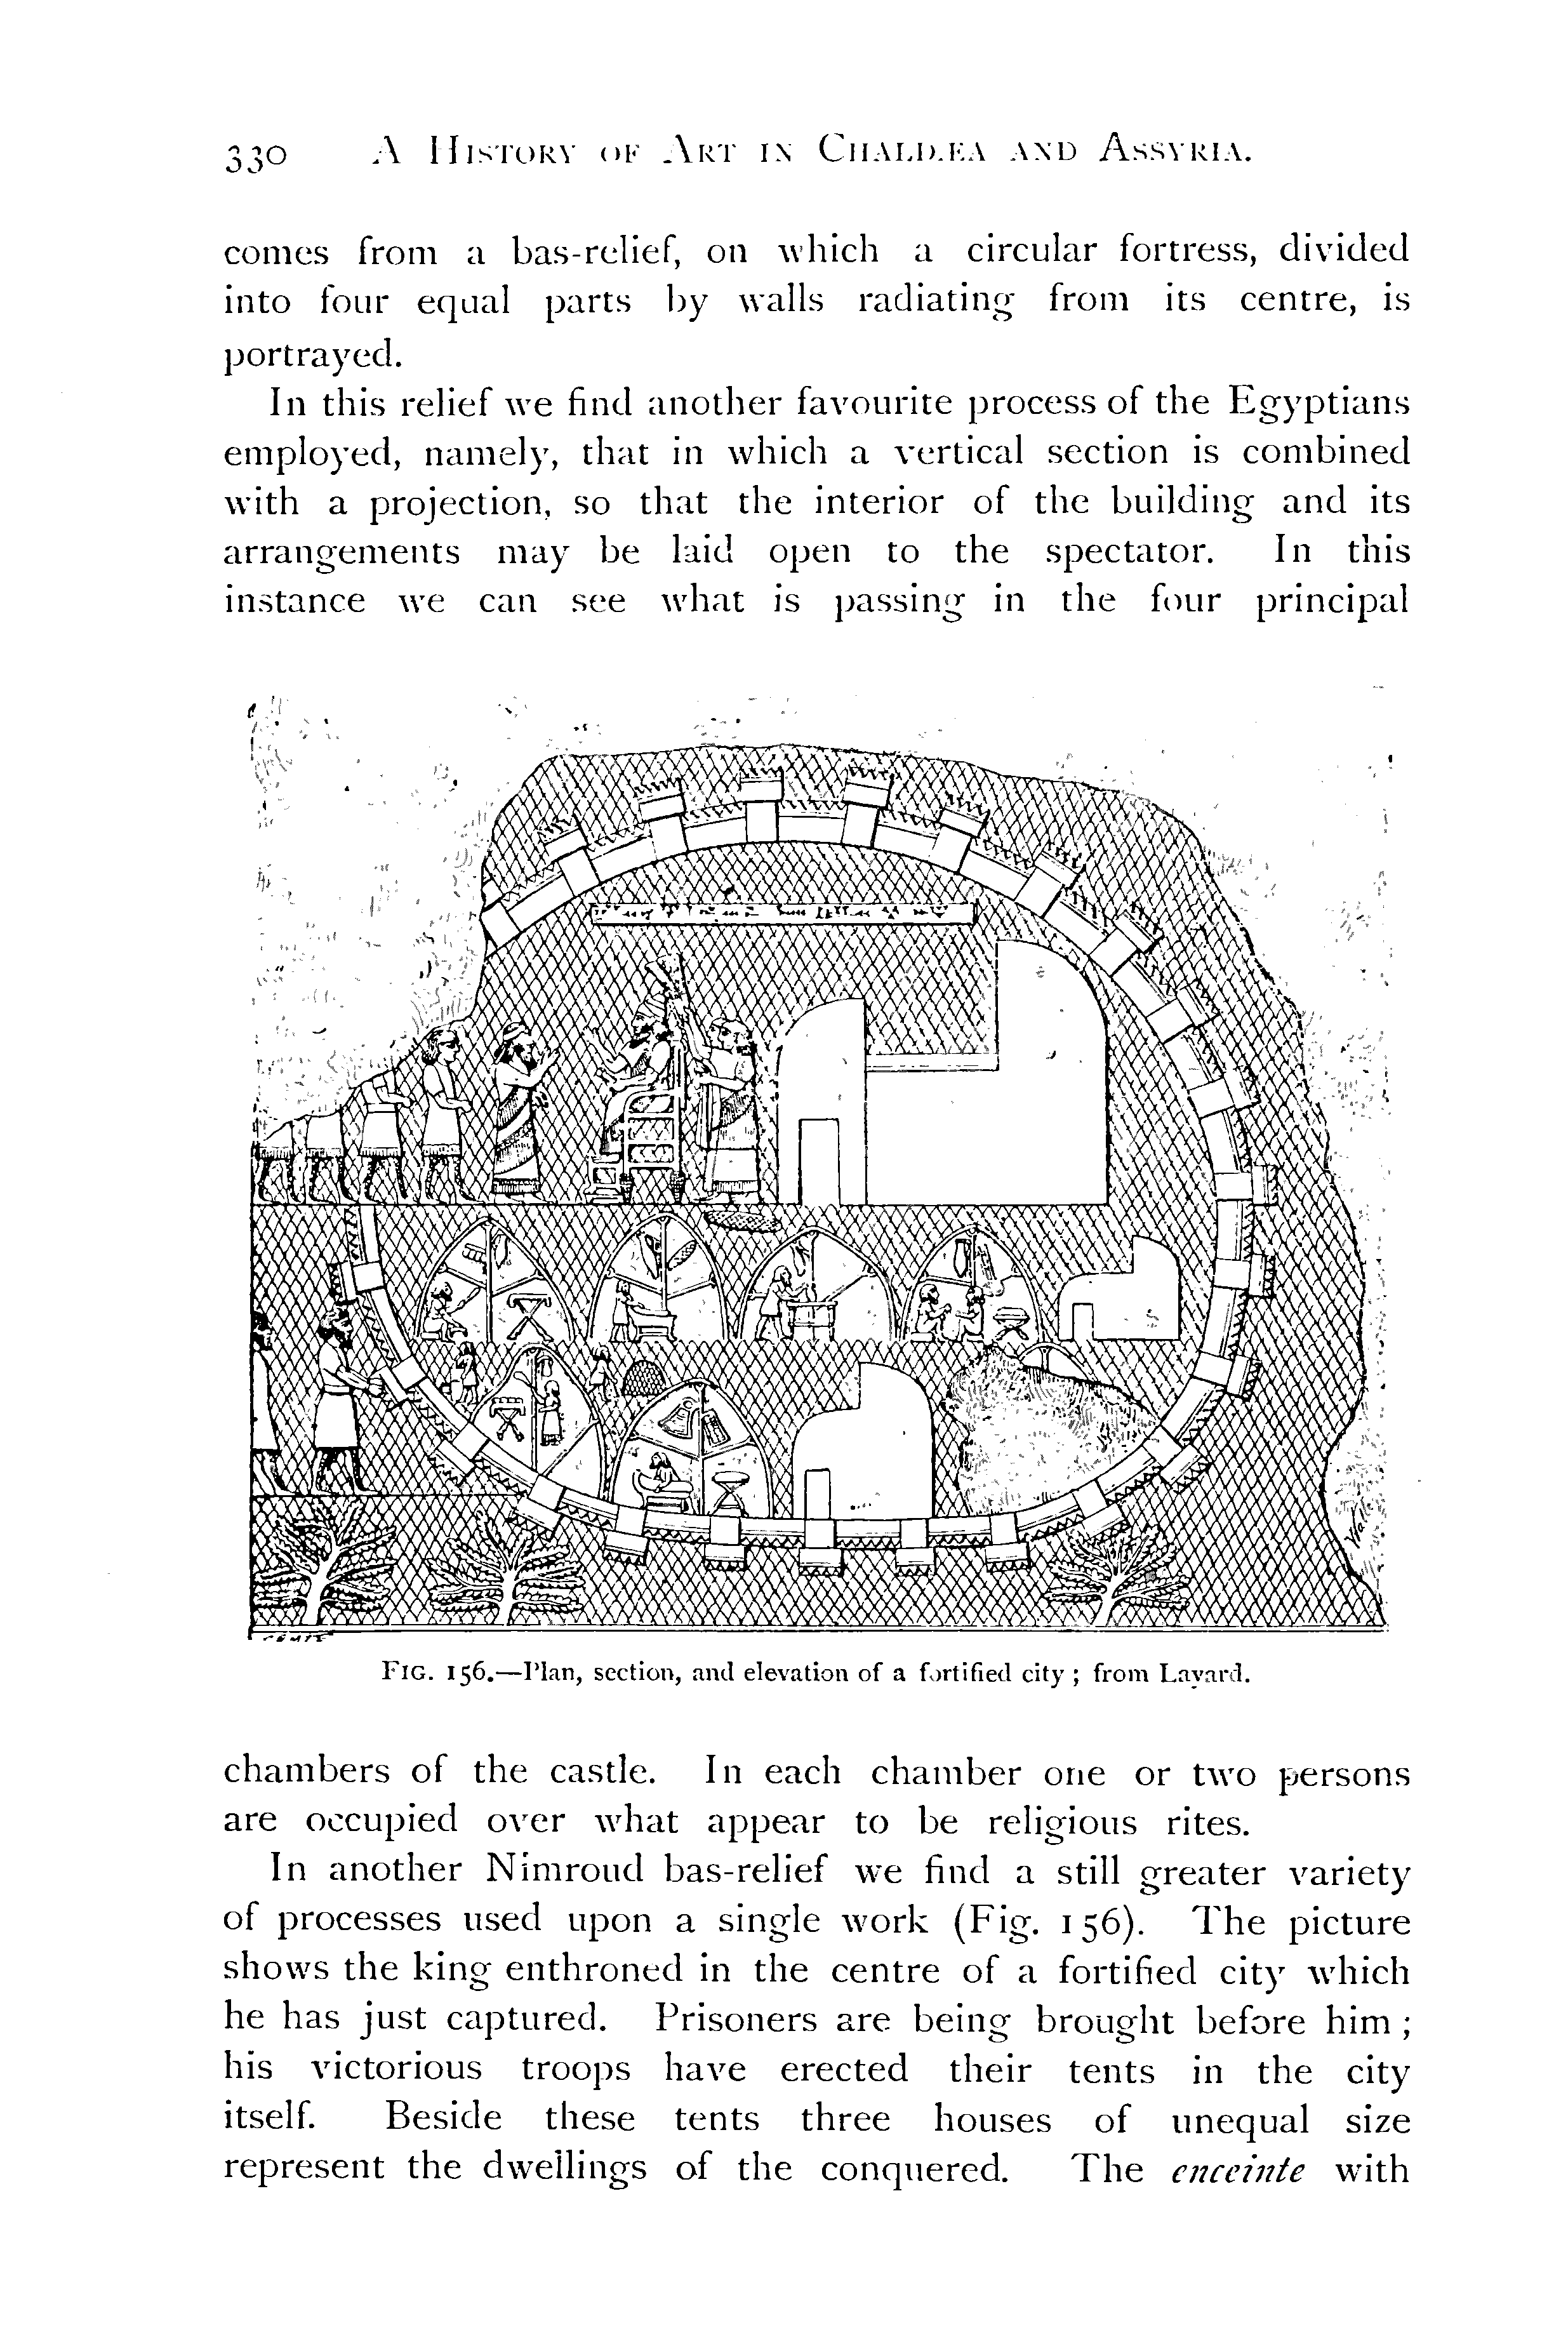 330 A History of Art in Chaldæa and Assyria.
comes from a bas-relief, on which a circular fortress, divided
into four equal parts by walls radiating from its centre, is
portrayed.
In this relief we find another favourite process of the Egyptians
employed, namely, that in which a vertical section is combined
with a projection, so that the interior of the building and its
arrangements may be laid open to the spectator. In this
instance we can see what is passing in the four principal
Fig. 156.—Plan, section, and elevation of a fortified city ; from Layard.
chambers of the castle. In each chamber one or two persons
are occupied over what appear to be religious rites.
In another Nimroud bas-relief we find a still greater variety
of processes used upon a single work (Fig. 156). The picture
shows the king enthroned in the centre of a fortified city which
he has just captured. Prisoners are being brought before him ;
his victorious troops have erected their tents in the city
itself. Beside these tents three houses of unequal size
represent the dwellings of the conquered. The enceinte with